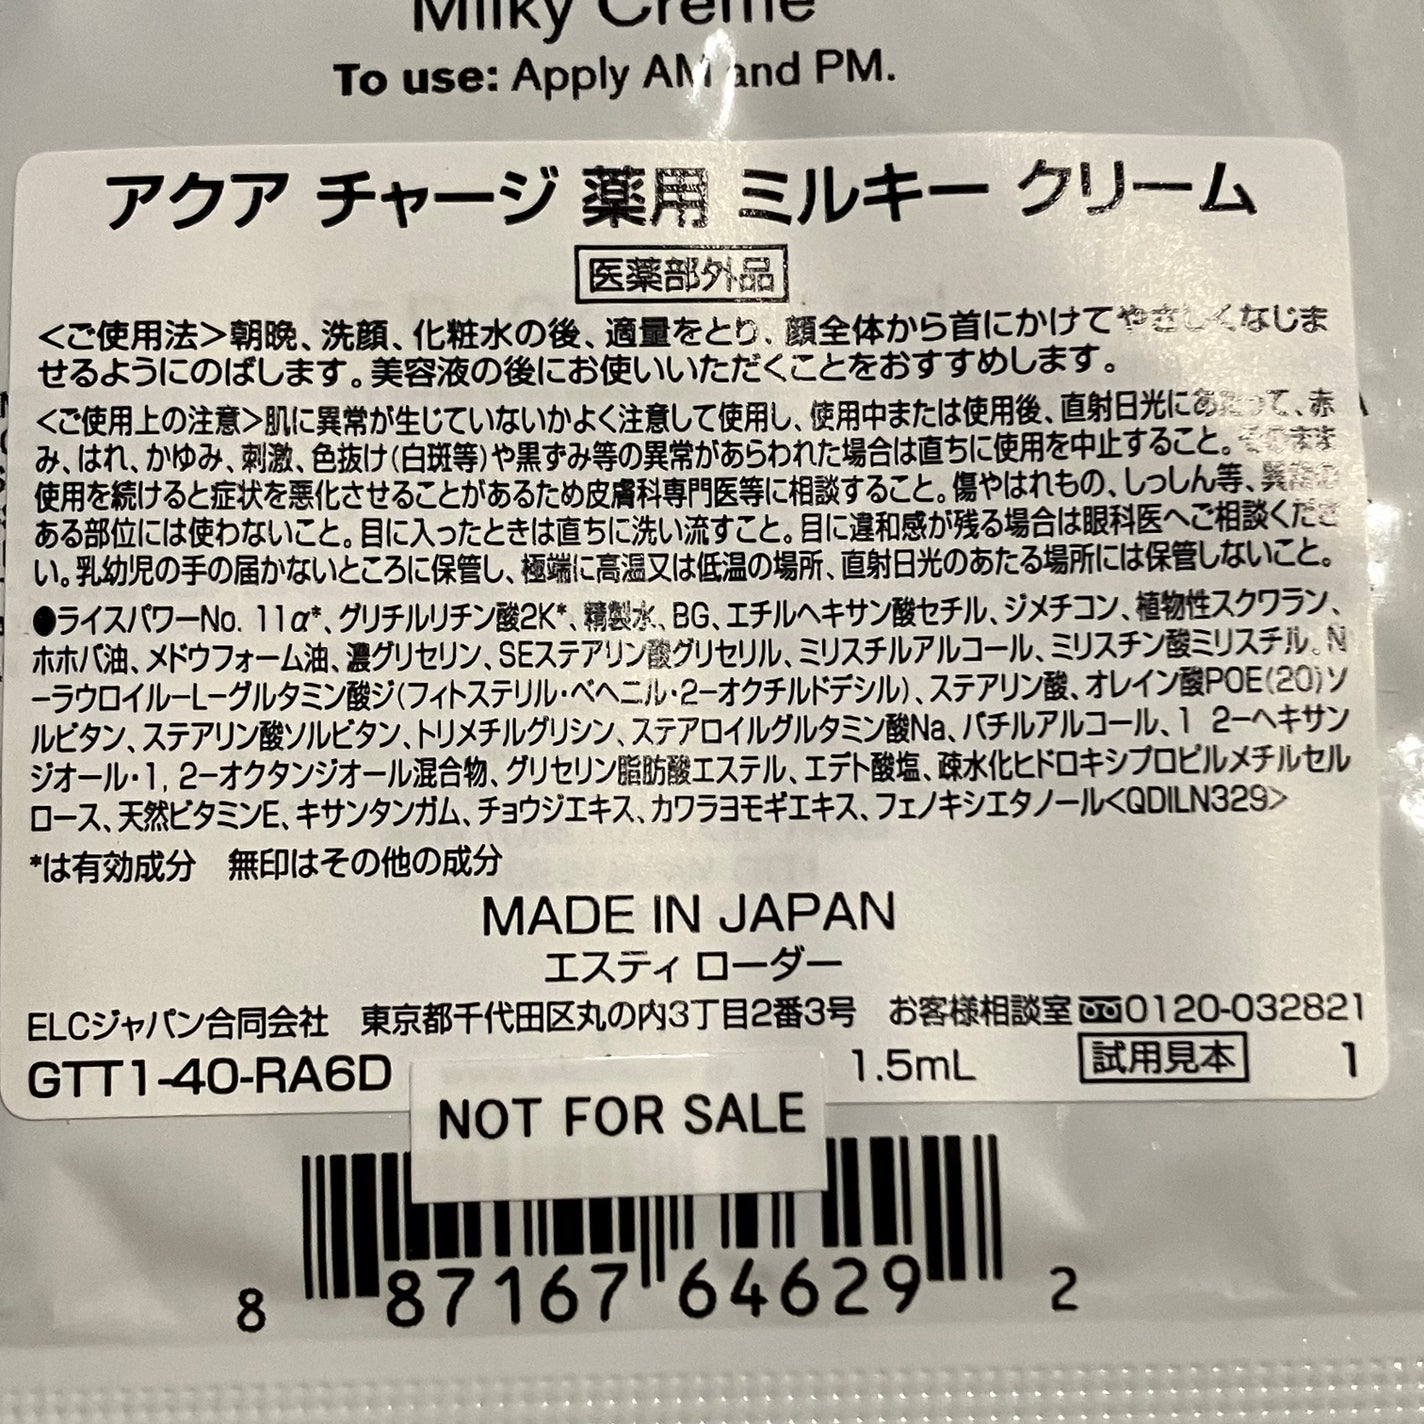 Milky Creme
To use: Apply AM and PM.
アクア チャージ 薬用 ミルキー クリーム
医薬部外品
<ご使用法>朝晩、洗顔、化粧水の後、適量をとり、顔全体から首にかけてやさしくなじま
せるようにのばします。美容液の後にお使いいただくことをおすすめします。
<ご使用上の注意>肌に異常が生じていないかよく注意して使用し、使用中または使用後、直射日光にあたって、赤
み、はれ、かゆみ、刺激、色抜け(白斑等)や黒ずみ等の異常があらわれた場合は直ちに使用を中止すること。そのまま
使用を続けると症状を悪化させることがあるため皮膚科専門医等に相談すること。傷やはれもの、しっしん等、異常の
ある部位には使わないこと。目に入ったときは直ちに洗い流すこと。目に違和感が残る場合は眼科医へご相談くださ
い。乳幼児の手の届かないところに保管し、極端に高温又は低温の場所、直射日光のあたる場所には保管しないこと。
●ライスパワーNo. 11α*、グリチルリチン酸2K*、精製水、BG、エチルヘキサン酸セチル、ジメチコン、植物性スクワラン、
ホホバ油、メドウフォーム油、濃グリセリン、SEステアリン酸グリセリル、ミリスチルアルコール、ミリスチン酸ミリスチル、N
-ラウロイル-L-グルタミン酸ジ(フィトステリル・ベヘニル・2-オクチルドデシル)、ステアリン酸、オレイン酸POE(20)ソ
ルビタン、ステアリン酸ソルビタン、トリメチルグリシン、ステアロイルグルタミン酸Na、バチルアルコール、1 2-ヘキサン
ジオール・1, 2-オクタンジオール混合物、グリセリン脂肪酸エステル、エデト酸塩、疎水化ヒドロキシプロピルメチルセル
ロース、天然ビタミンE、キサンタンガム、チョウジエキス、カワラヨモギエキス、フェノキシエタノール<QDILN329>
*は有効成分 無印はその他の成分
MADE IN JAPAN
エスティ ローダー
ELCジャパン合同会社 東京都千代田区丸の内3丁目2番3号 お客様相談室 0120-032821
GTT1-40-RA6D 1.5mL 試用見本 1
NOT FOR SALE
8 87167 64629 2